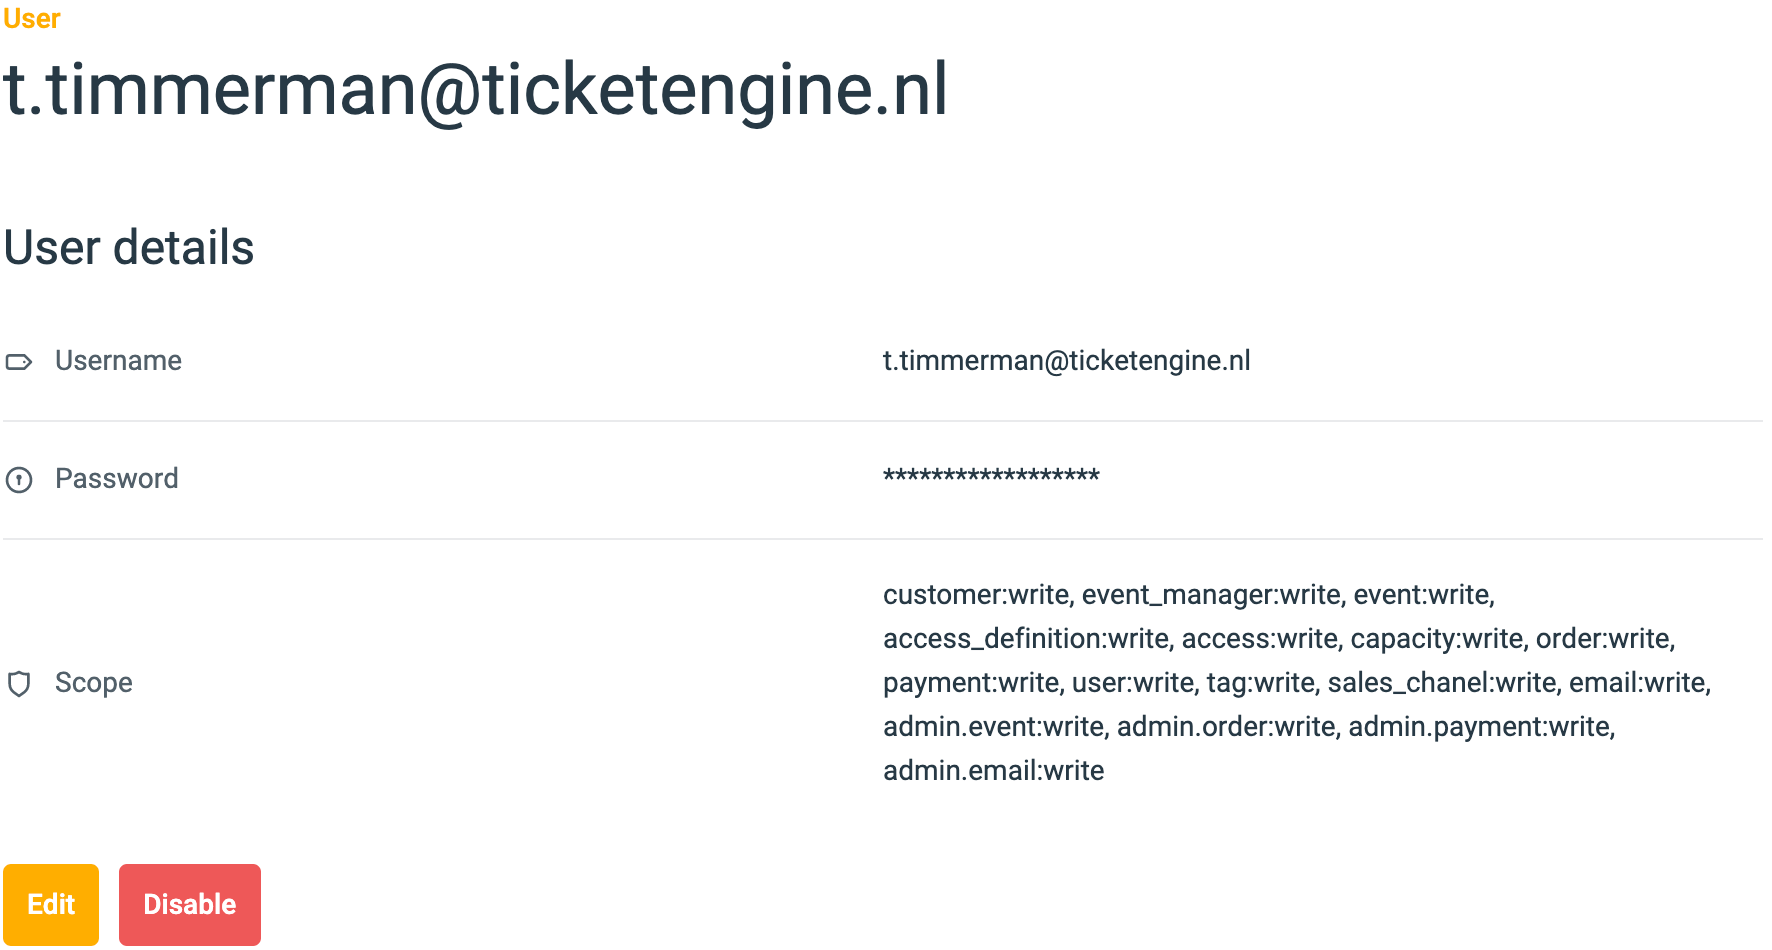 User
t.timmerman@ticketengine.nl
User details
Username
t.timmerman@ticketengine.nl
Password
******************
Scope
customer:write, event_manager:write, event:write,
access_definition:write, access:write, capacity:write, order:write,
payment:write, user:write, tag:write, sales_chanel:write, email:write,
admin.event:write, admin.order:write, admin.payment:write,
admin.email:write
Edit
Disable